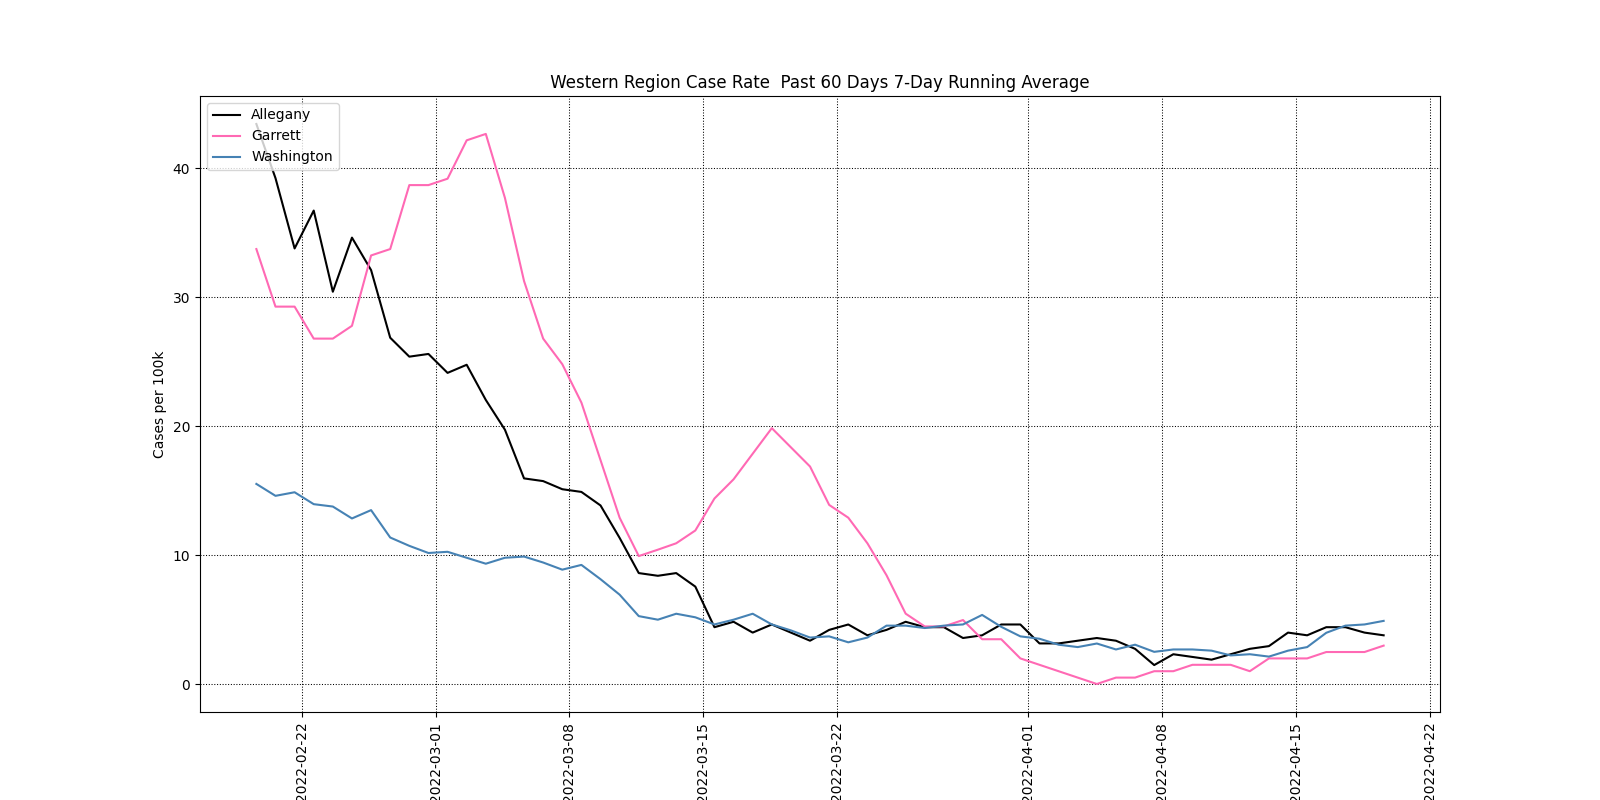 Western Region Case Rate  Past 60 Days 7-Day Running Average
Allegany
Garrett
Washington
Cases per 100k
40
30
20
10
0
2022-02-22
2022-03-01
2022-03-08
2022-03-15
2022-03-22
2022-04-01
2022-04-08
2022-04-15
2022-04-22